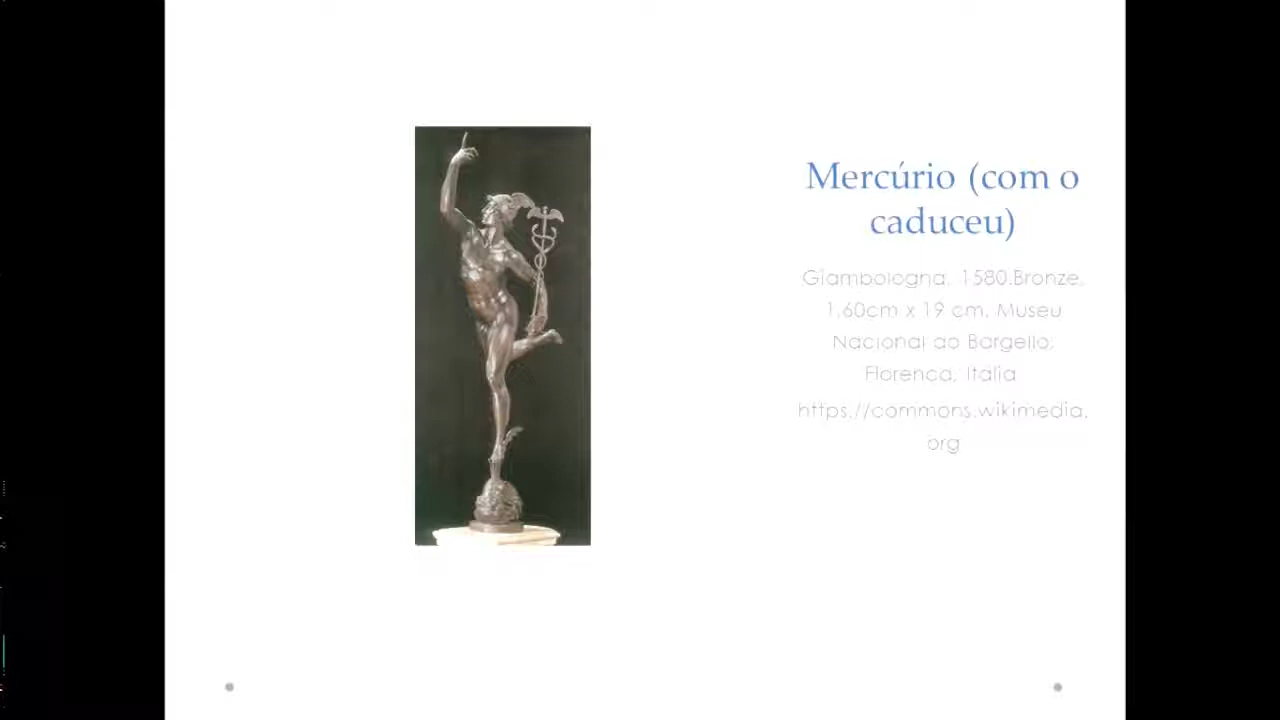 Mercúrio (com o
caduceu)
Giambologna, 1580.Bronze,
1.60cm x 19 cm. Museu
Nacional do Bargello,
Florença, Itália
https://commons.wikimedia.
org